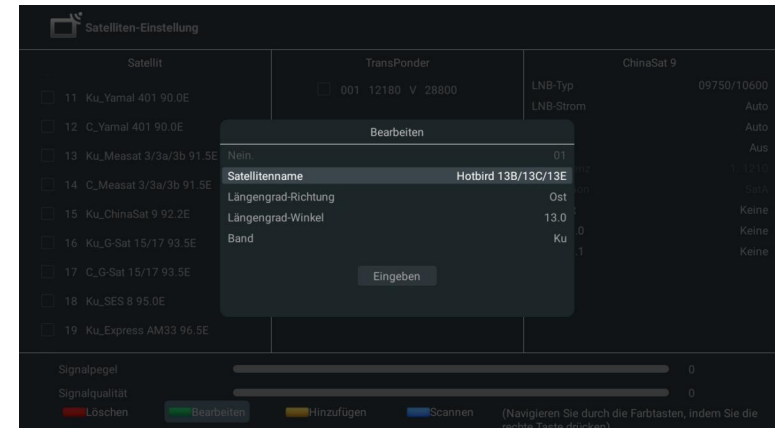 Satelliten-Einstellung
Satellit
TransPonder
ChinaSat 9
11 Ku_Yamal 401 90.0E
12 C_Yamal 401 90.0E
13 Ku_Measat 3/3a/3b 91.5E
14 C_Measat 3/3a/3b 91.5E
15 Ku_ChinaSat 9 92.2E
16 Ku_G-Sat 15/17 93.5E
17 C_G-Sat 15/17 93.5E
18 Ku_SES 8 95.0E
19 Ku_Express AM33 96.5E
001 12180 V 28800
LNB-Typ 09750/10600
LNB-Strom Auto
Auto
Aus
1. 1210
SatA
Keine
.0 Keine
.1 Keine
Bearbeiten
Nein. 01
Satellitenname Hotbird 13B/13C/13E
Längengrad-Richtung Ost
Längengrad-Winkel 13.0
Band Ku
Eingeben
Signalpegel 0
Signalqualität 0
Löschen Bearbeiten Hinzufügen Scannen
(Navigieren Sie durch die Farbtasten, indem Sie die
rechte Taste drücken)